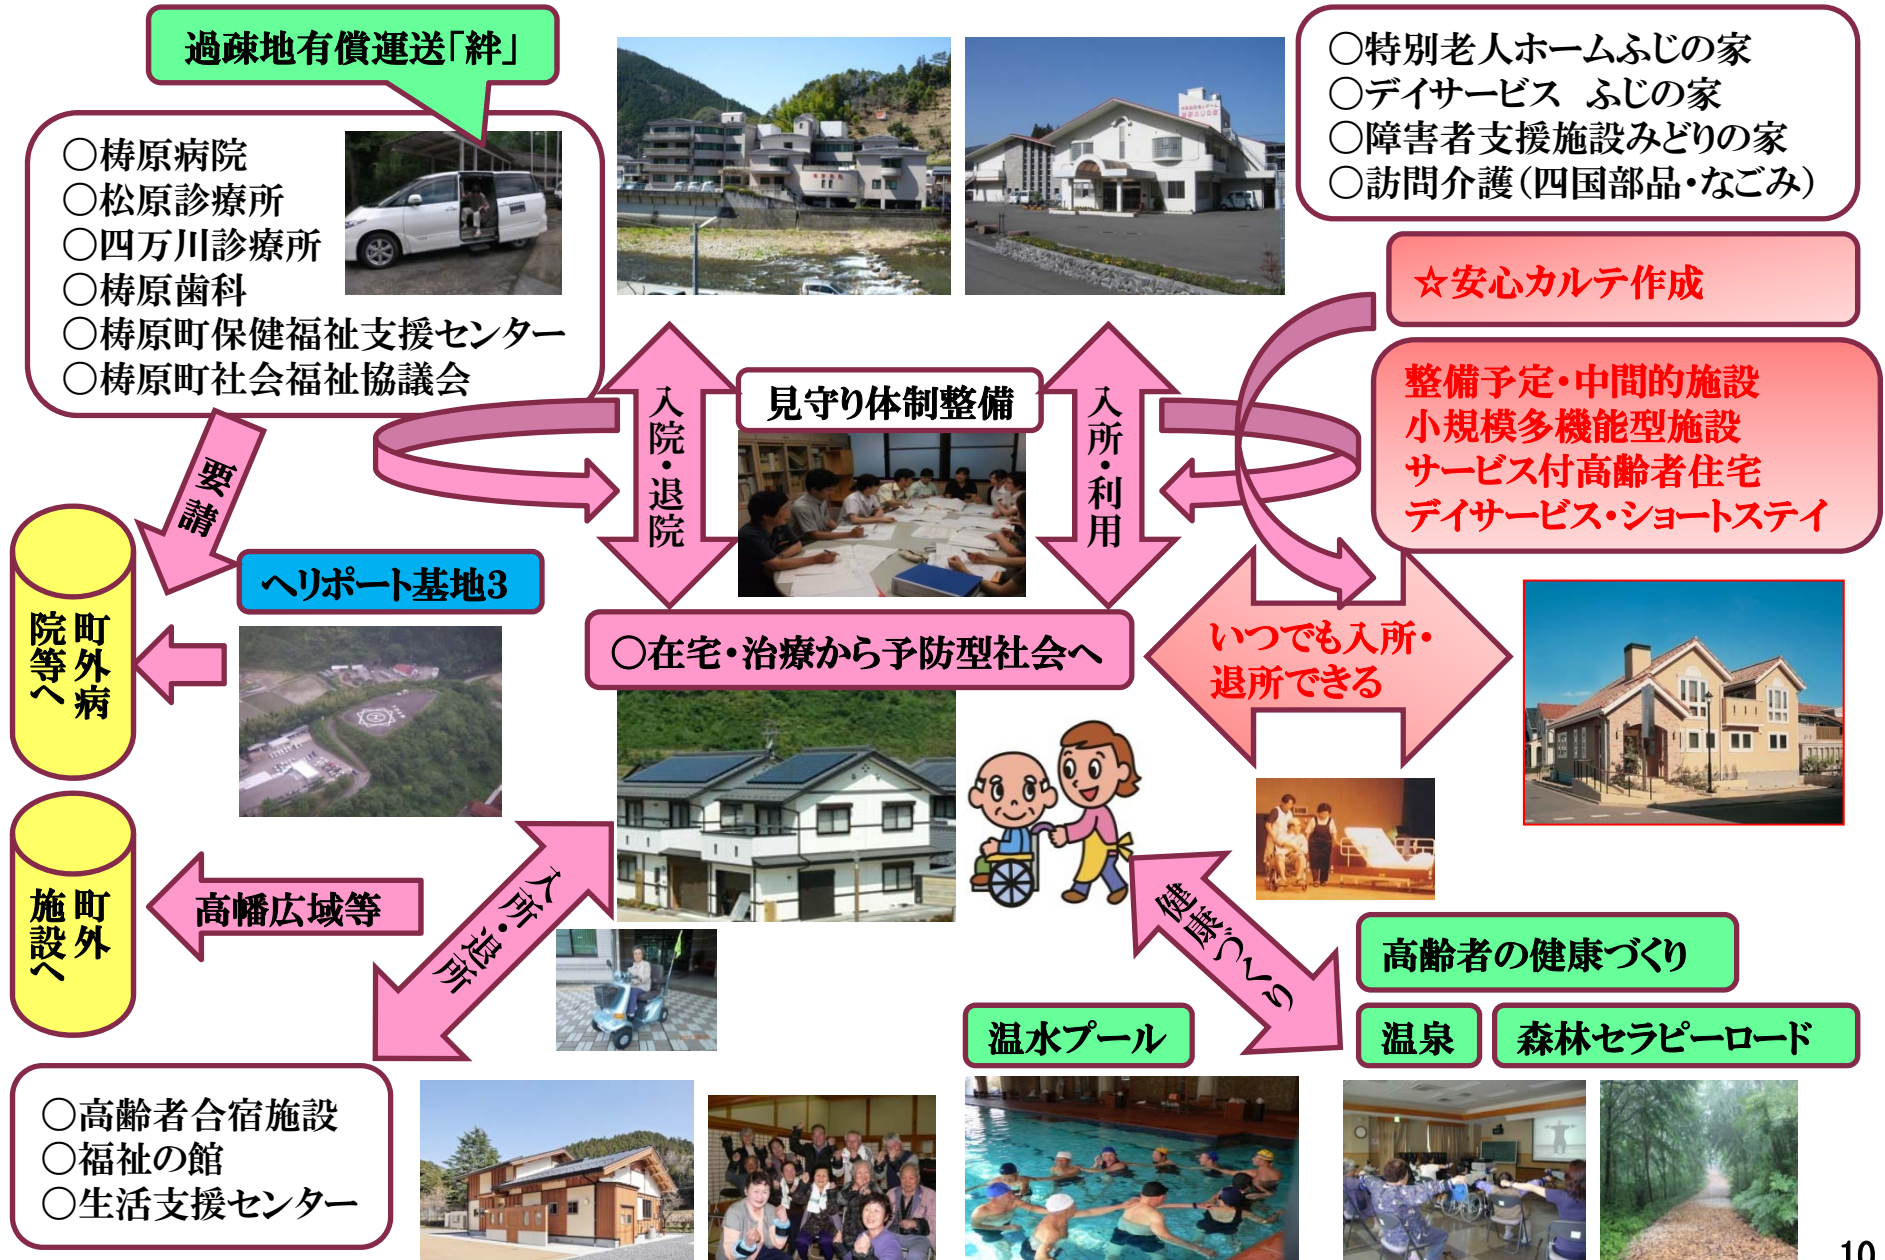 過疎地有償運送「絆」
○梼原病院
○松原診療所
○四万川診療所
○梼原歯科
○梼原町保健福祉支援センター
○梼原町社会福祉協議会
○特別老人ホームふじの家
○デイサービス　ふじの家
○障害者支援施設みどりの家
○訪問介護（四国部品・なごみ）
☆安心カルテ作成
整備予定・中間的施設
小規模多機能型施設
サービス付高齢者住宅
デイサービス・ショートステイ
入院・退院
見守り体制整備
入所・利用
要請
ヘリポート基地3
町外病
院等へ
○在宅・治療から予防型社会へ
いつでも入所・
退所できる
町外
施設へ
高幡広域等
入所・退所
健康づくり
高齢者の健康づくり
温水プール
温泉
森林セラピーロード
○高齢者合宿施設
○福祉の館
○生活支援センター
10